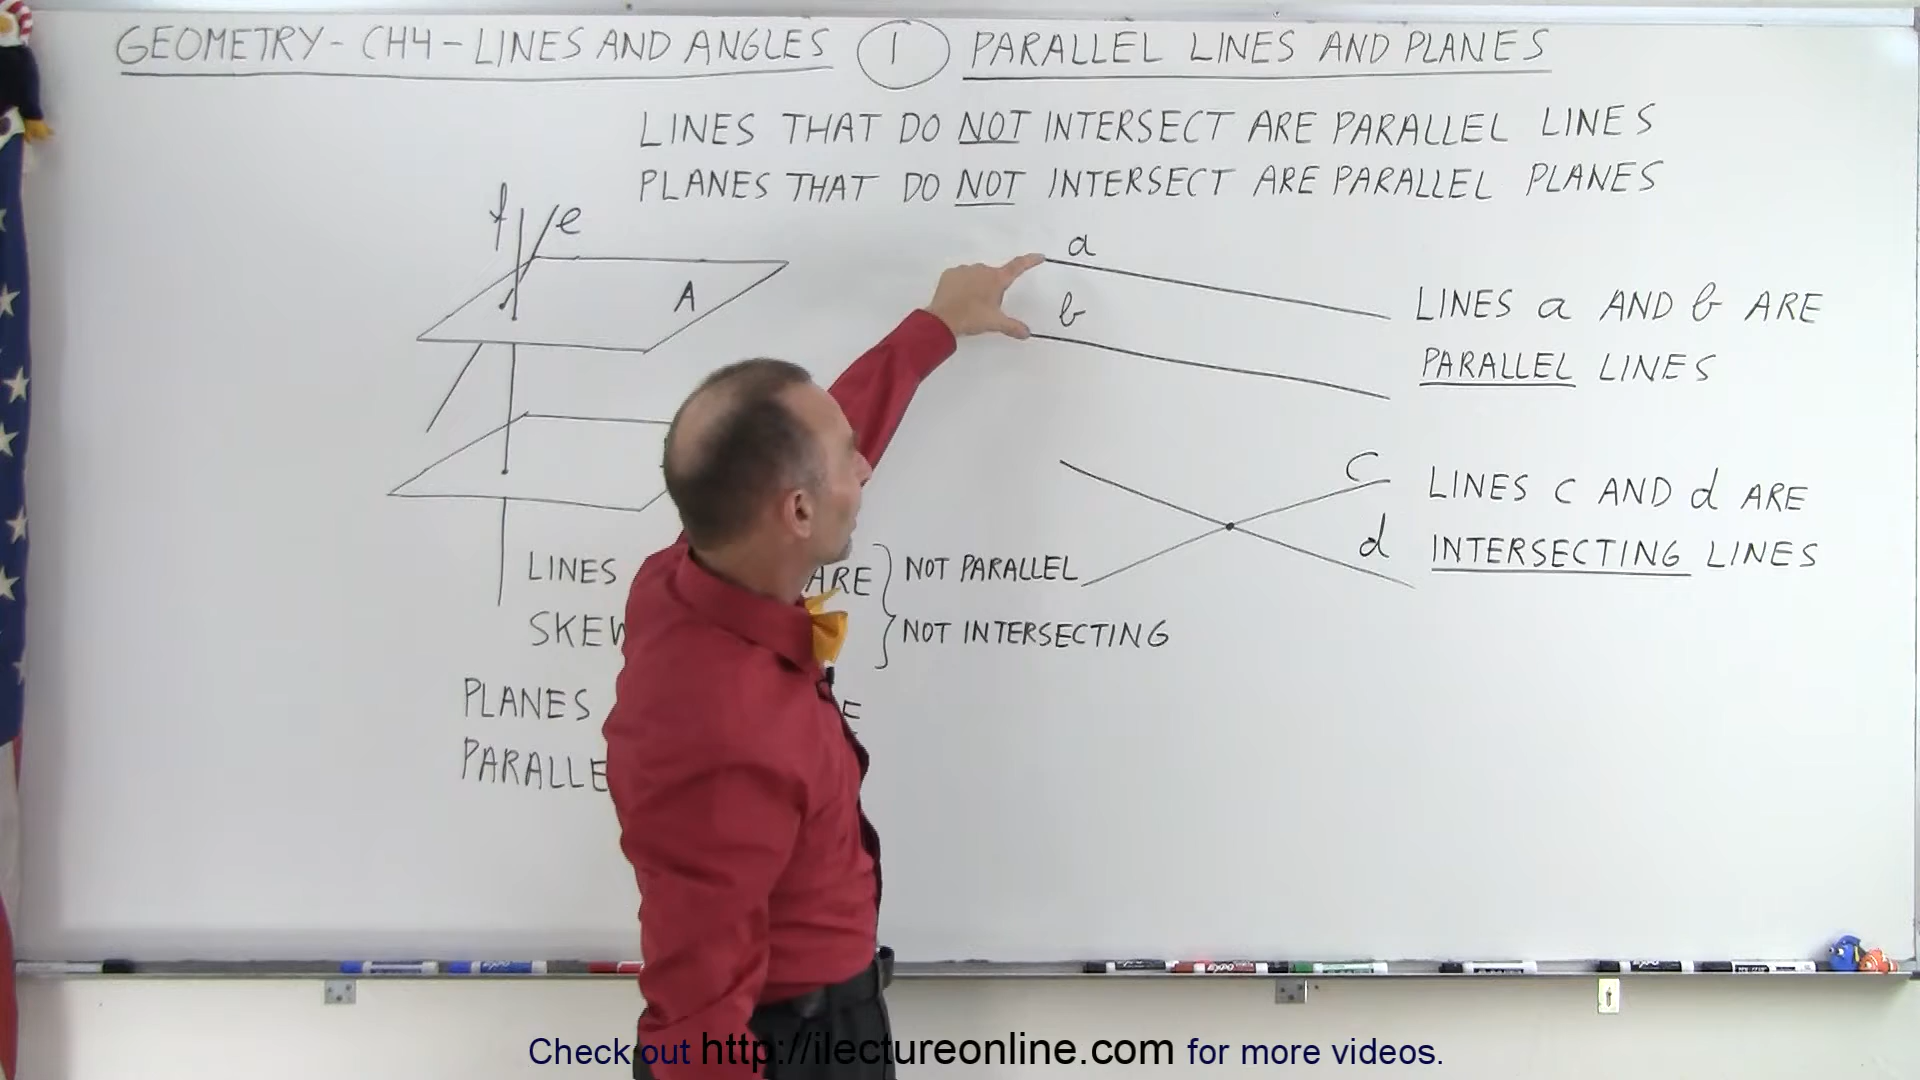 GEOMETRY - CH4 - LINES AND ANGLES 1 PARALLEL LINES AND PLANES
LINES THAT DO NOT INTERSECT ARE PARALLEL LINES
PLANES THAT DO NOT INTERSECT ARE PARALLEL PLANES
f e
A
a
b
LINES a AND b ARE
PARALLEL LINES
c
d
LINES c AND d ARE
INTERSECTING LINES
LINES ARE NOT PARALLEL
NOT INTERSECTING
PLANES
Check out http://ilectureonline.com for more videos.